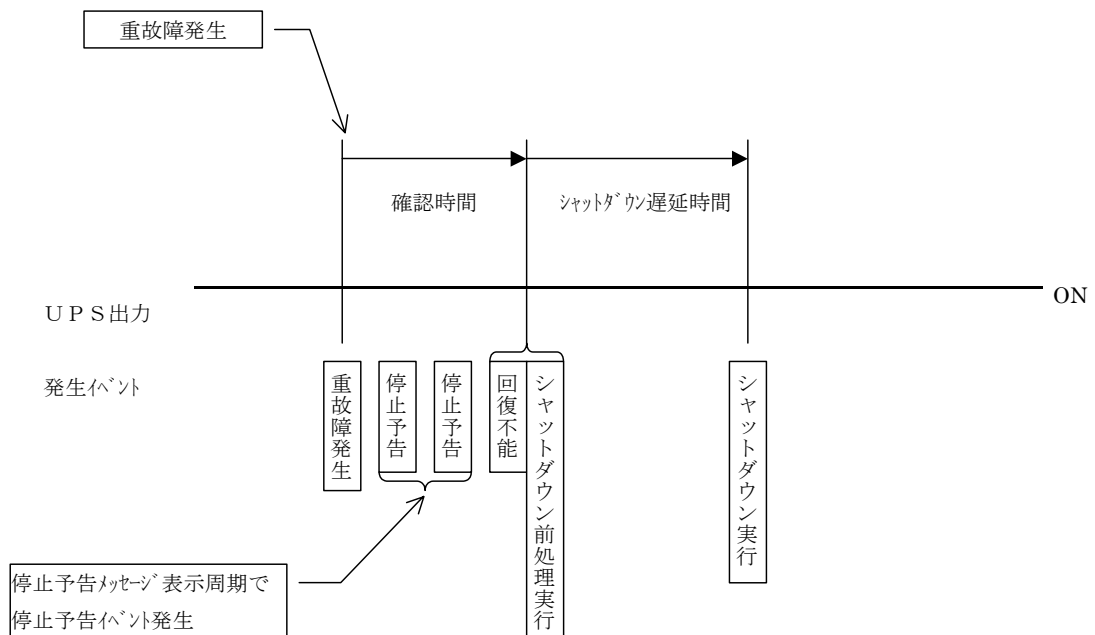 重故障発生
確認時間
ｼｬｯﾄﾀﾞｳﾝ遅延時間
ON
ＵＰＳ出力
発生ｲﾍﾞﾝﾄ
重故障発生
停止予告
停止予告
回復不能
シャットダウン前処理実行
シャットダウン実行
停止予告ﾒｯｾｰｼﾞ表示周期で
停止予告ｲﾍﾞﾝﾄ発生